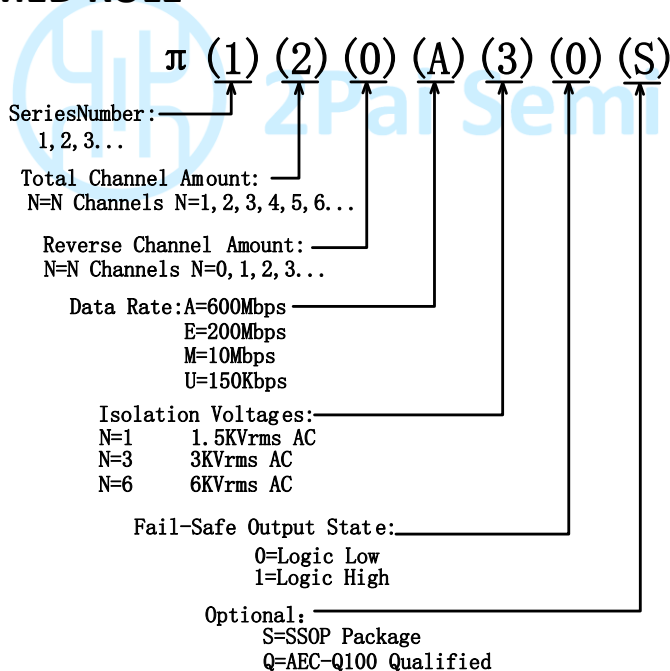 π (1) (2) (0) (A) (3) (0) (S)
2Pai Semi
SeriesNumber:
1,2,3...
Total Channel Amount:
N=N Channels N=1,2,3,4,5,6...
Reverse Channel Amount:
N=N Channels N=0,1,2,3...
Data Rate:A=600Mbps
E=200Mbps
M=10Mbps
U=150Kbps
Isolation Voltages:
N=1 1.5KVrms AC
N=3 3KVrms AC
N=6 6KVrms AC
Fail-Safe Output State:
0=Logic Low
1=Logic High
Optional:
S=SSOP Package
Q=AEC-Q100 Qualified